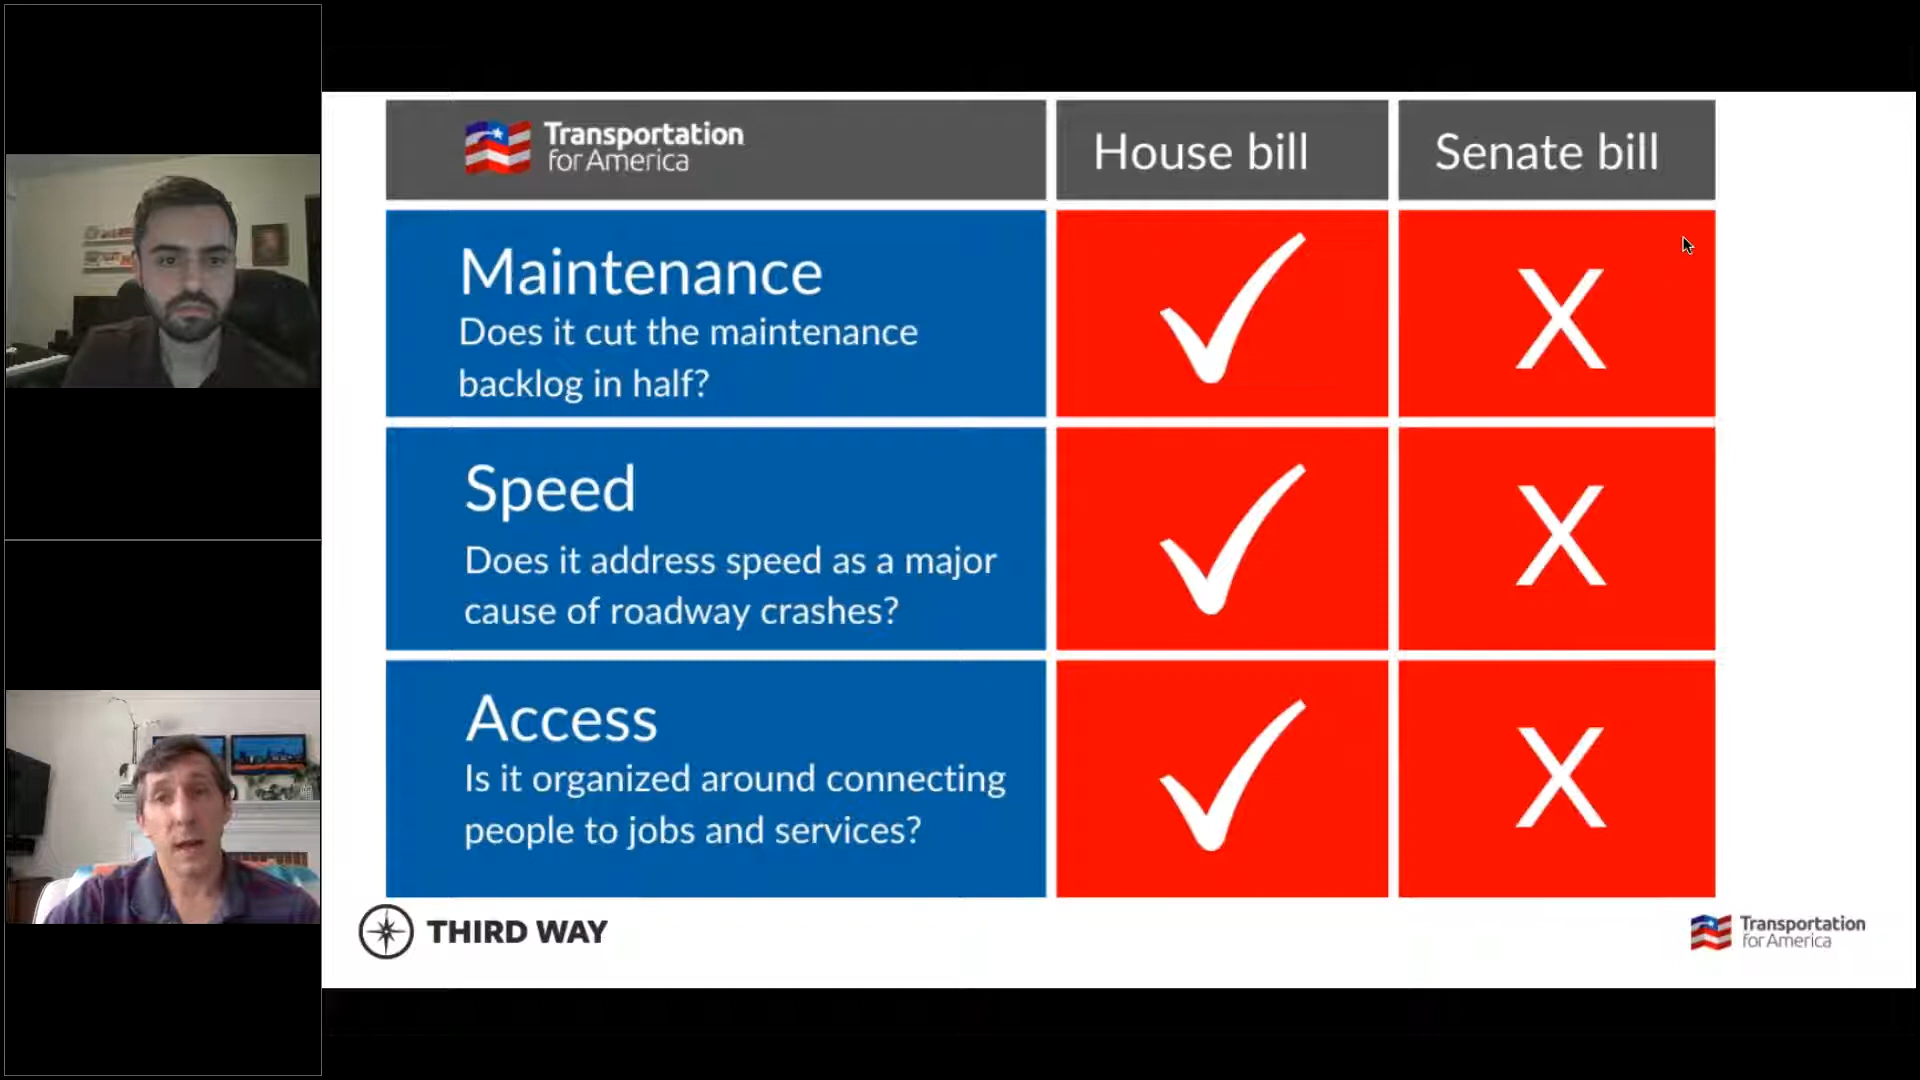 Transportation
for America
House bill
Senate bill
Maintenance
Does it cut the maintenance
backlog in half?
X
Speed
Does it address speed as a major
cause of roadway crashes?
X
Access
Is it organized around connecting
people to jobs and services?
X
THIRD WAY
Transportation
for America